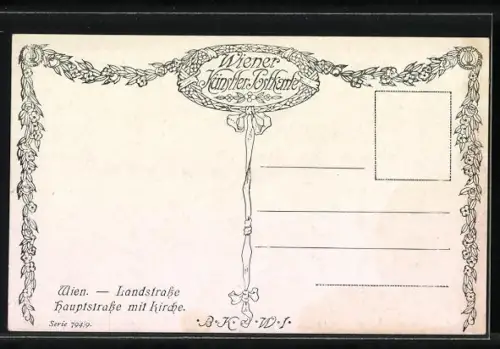 Wiener
Künstler-Postkarte
Wien. — Landstraße
Hauptstraße mit Kirche.
Serie 794/9.
·B·K·W·I·